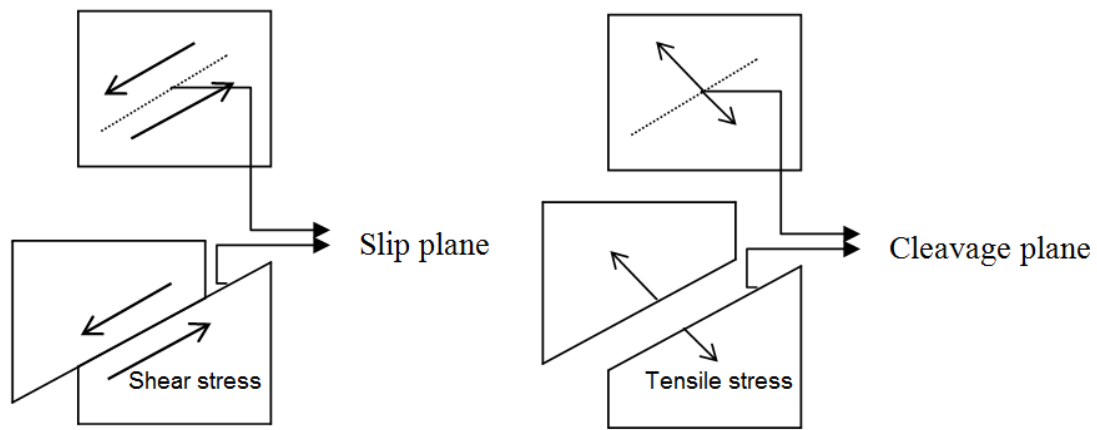 Slip plane
Cleavage plane
Shear stress
Tensile stress